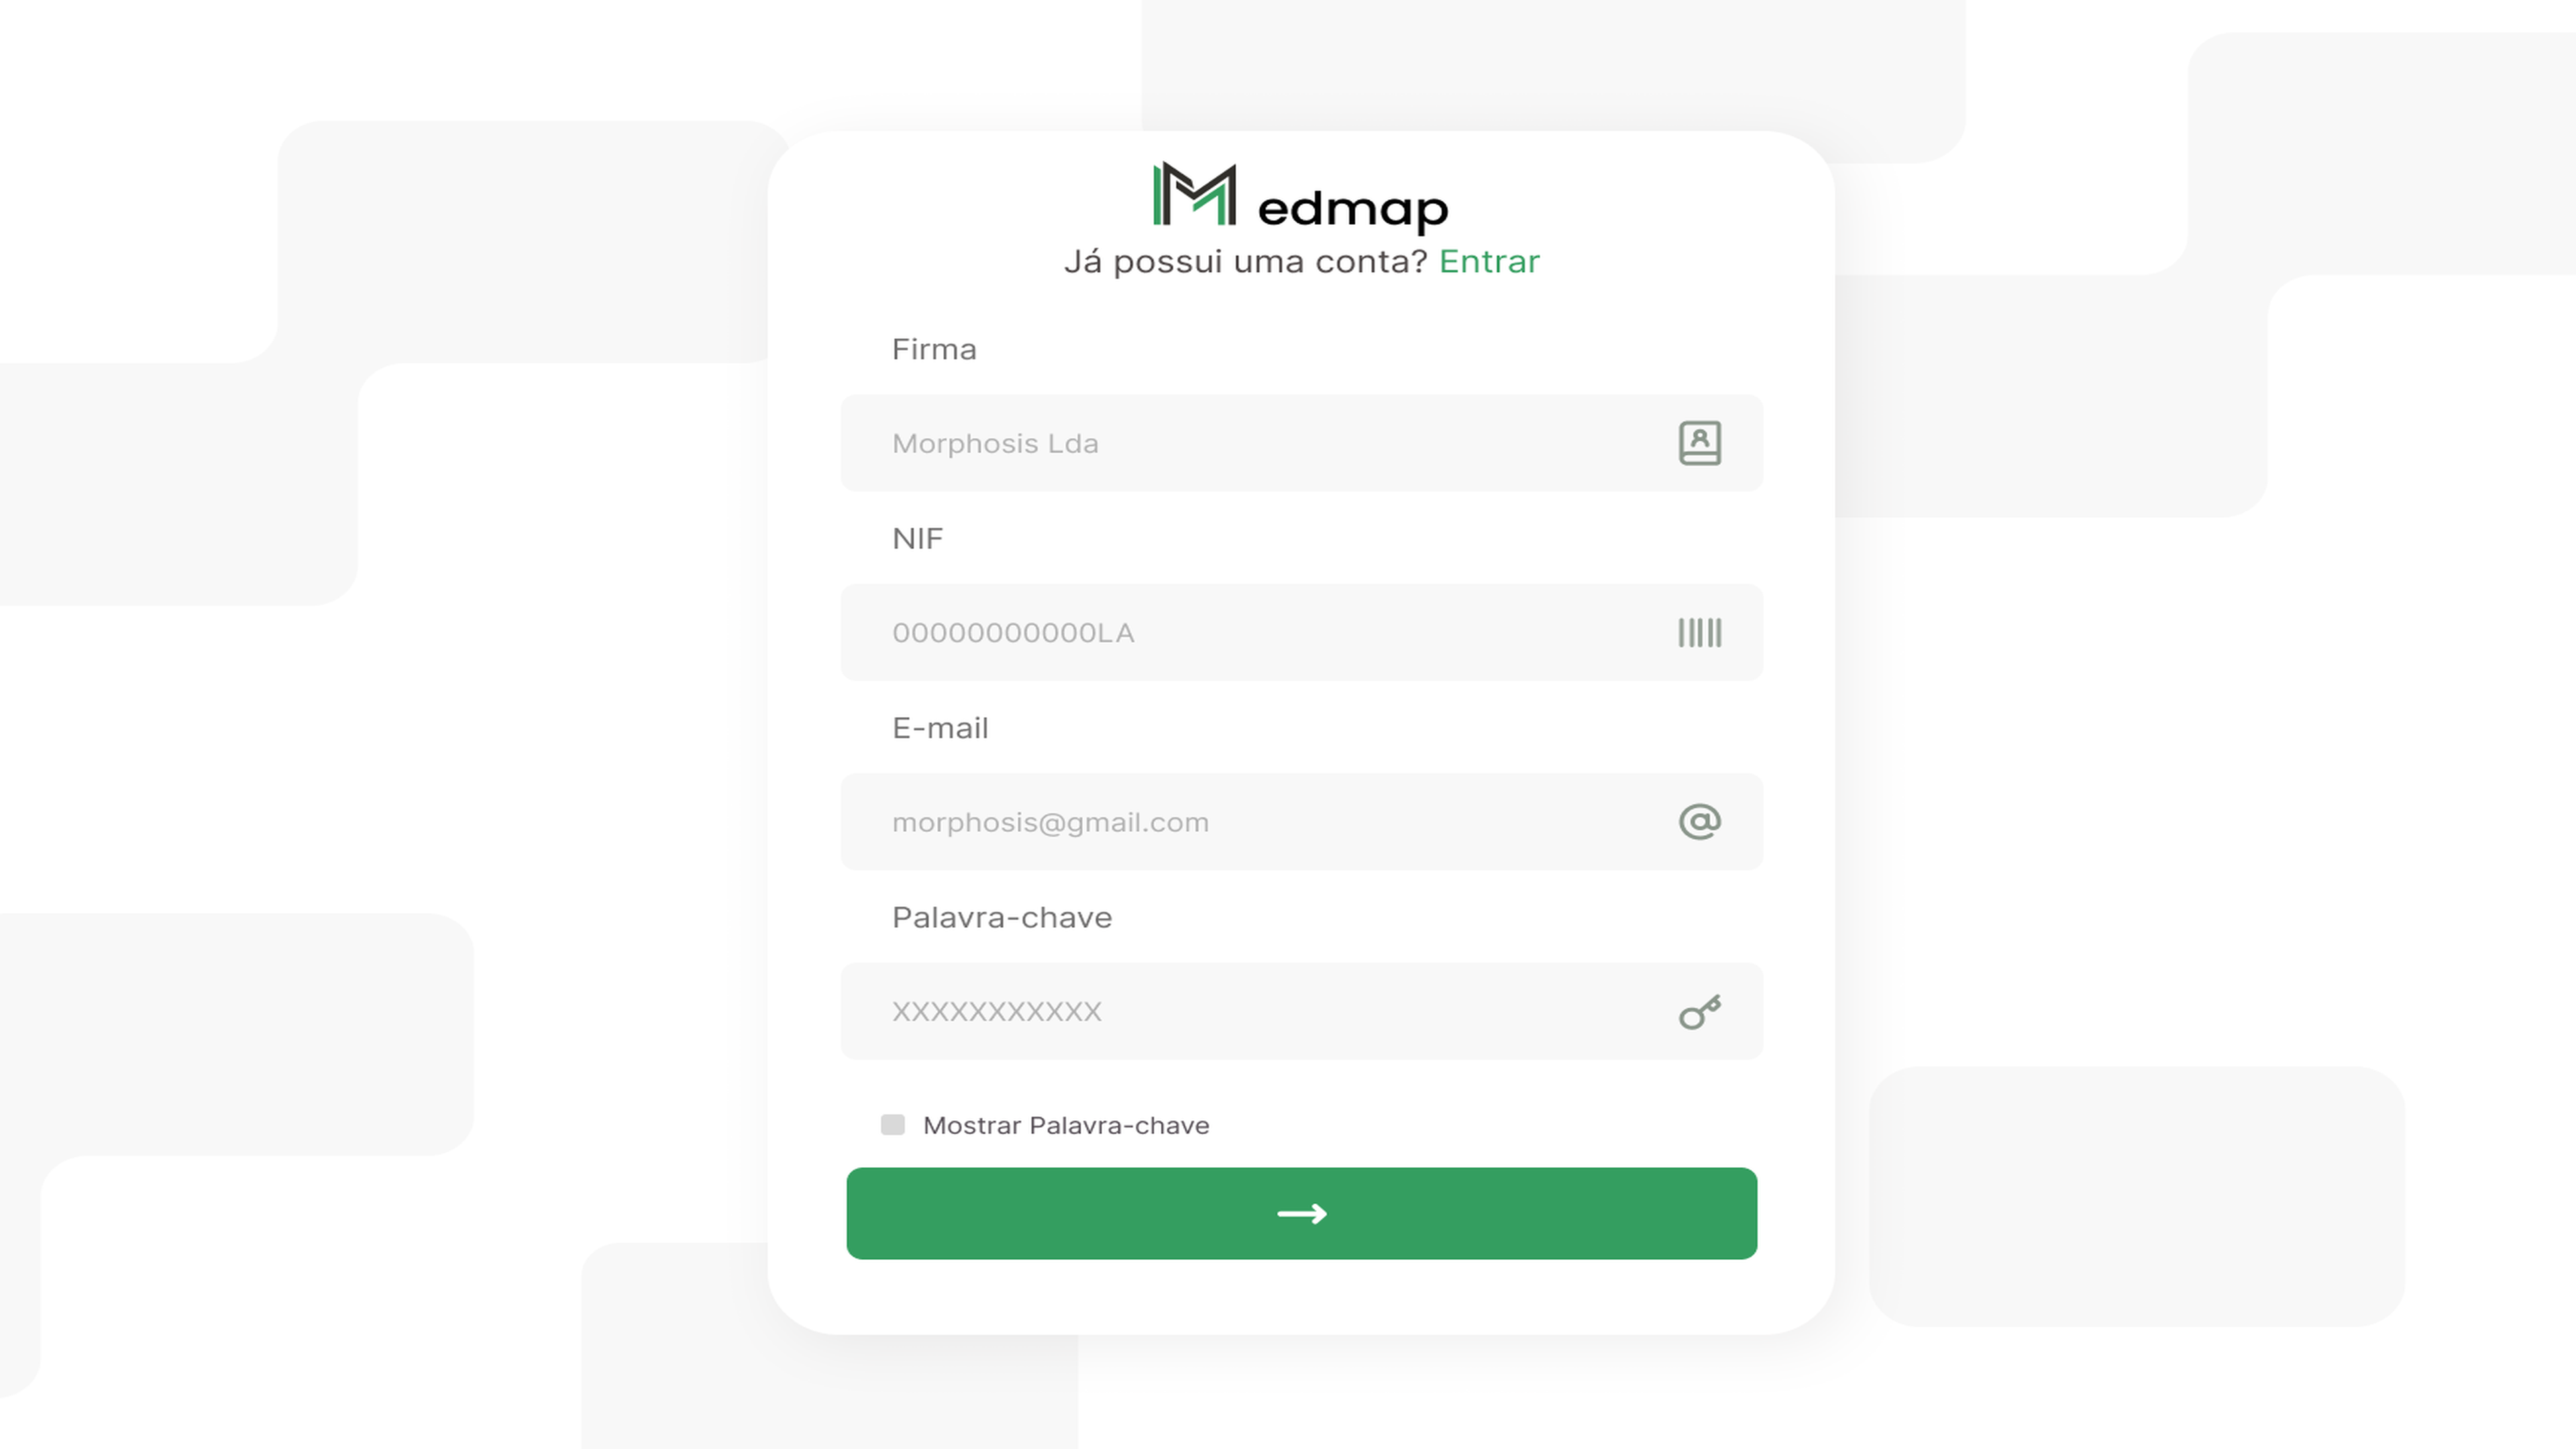 Medmap
Já possui uma conta? Entrar
Firma
Morphosis Lda
NIF
00000000000LA
E-mail
morphosis@gmail.com
Palavra-chave
XXXXXXXXXXX
Mostrar Palavra-chave